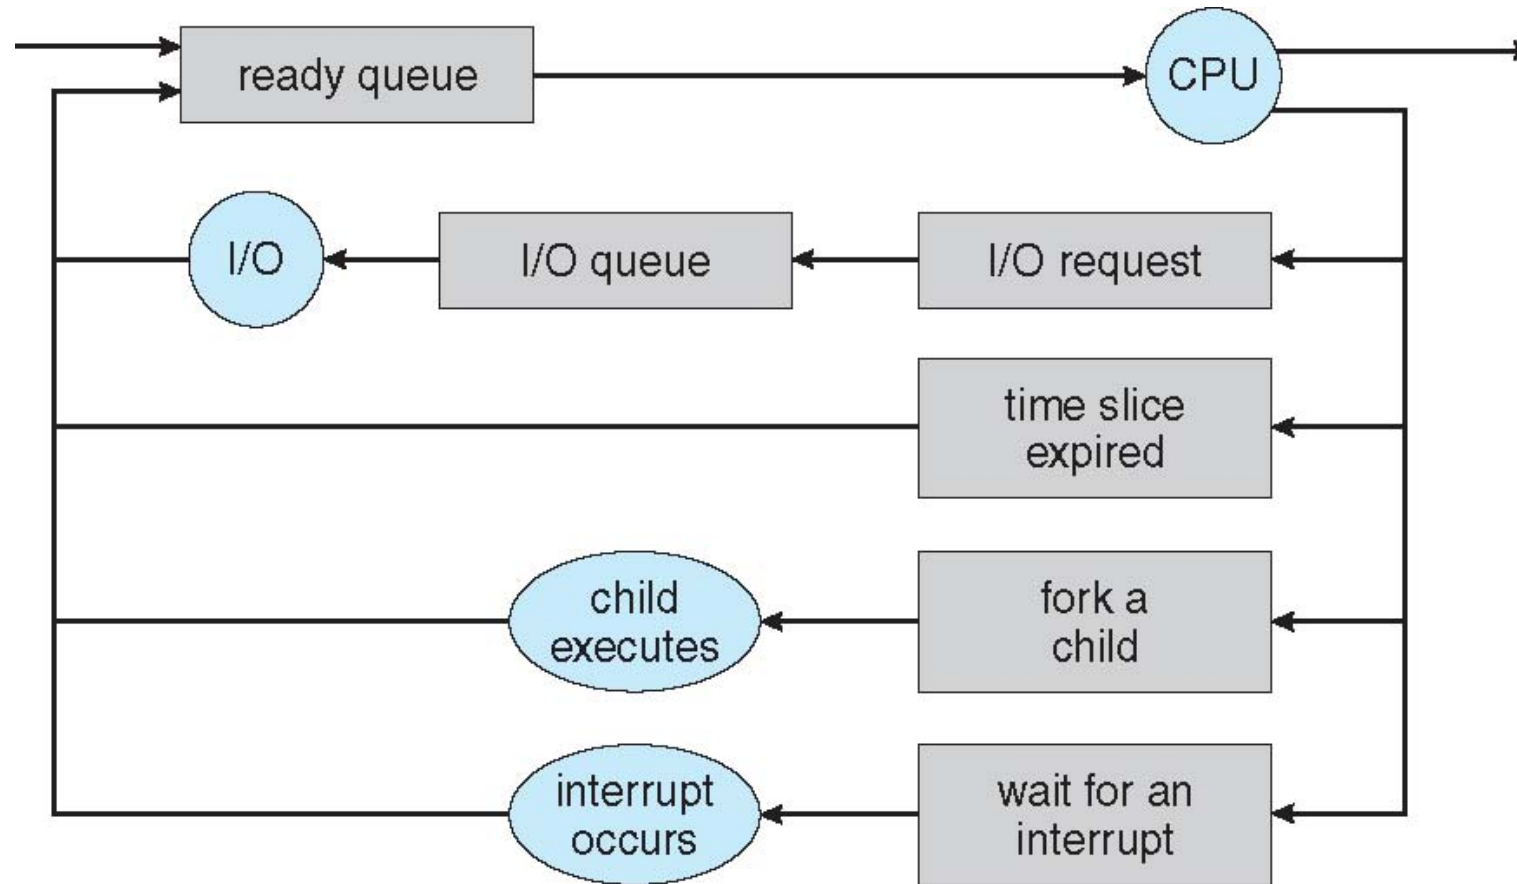 ready queue
CPU
I/O
I/O queue
I/O request
time slice
expired
child
executes
fork a
child
interrupt
occurs
wait for an
interrupt